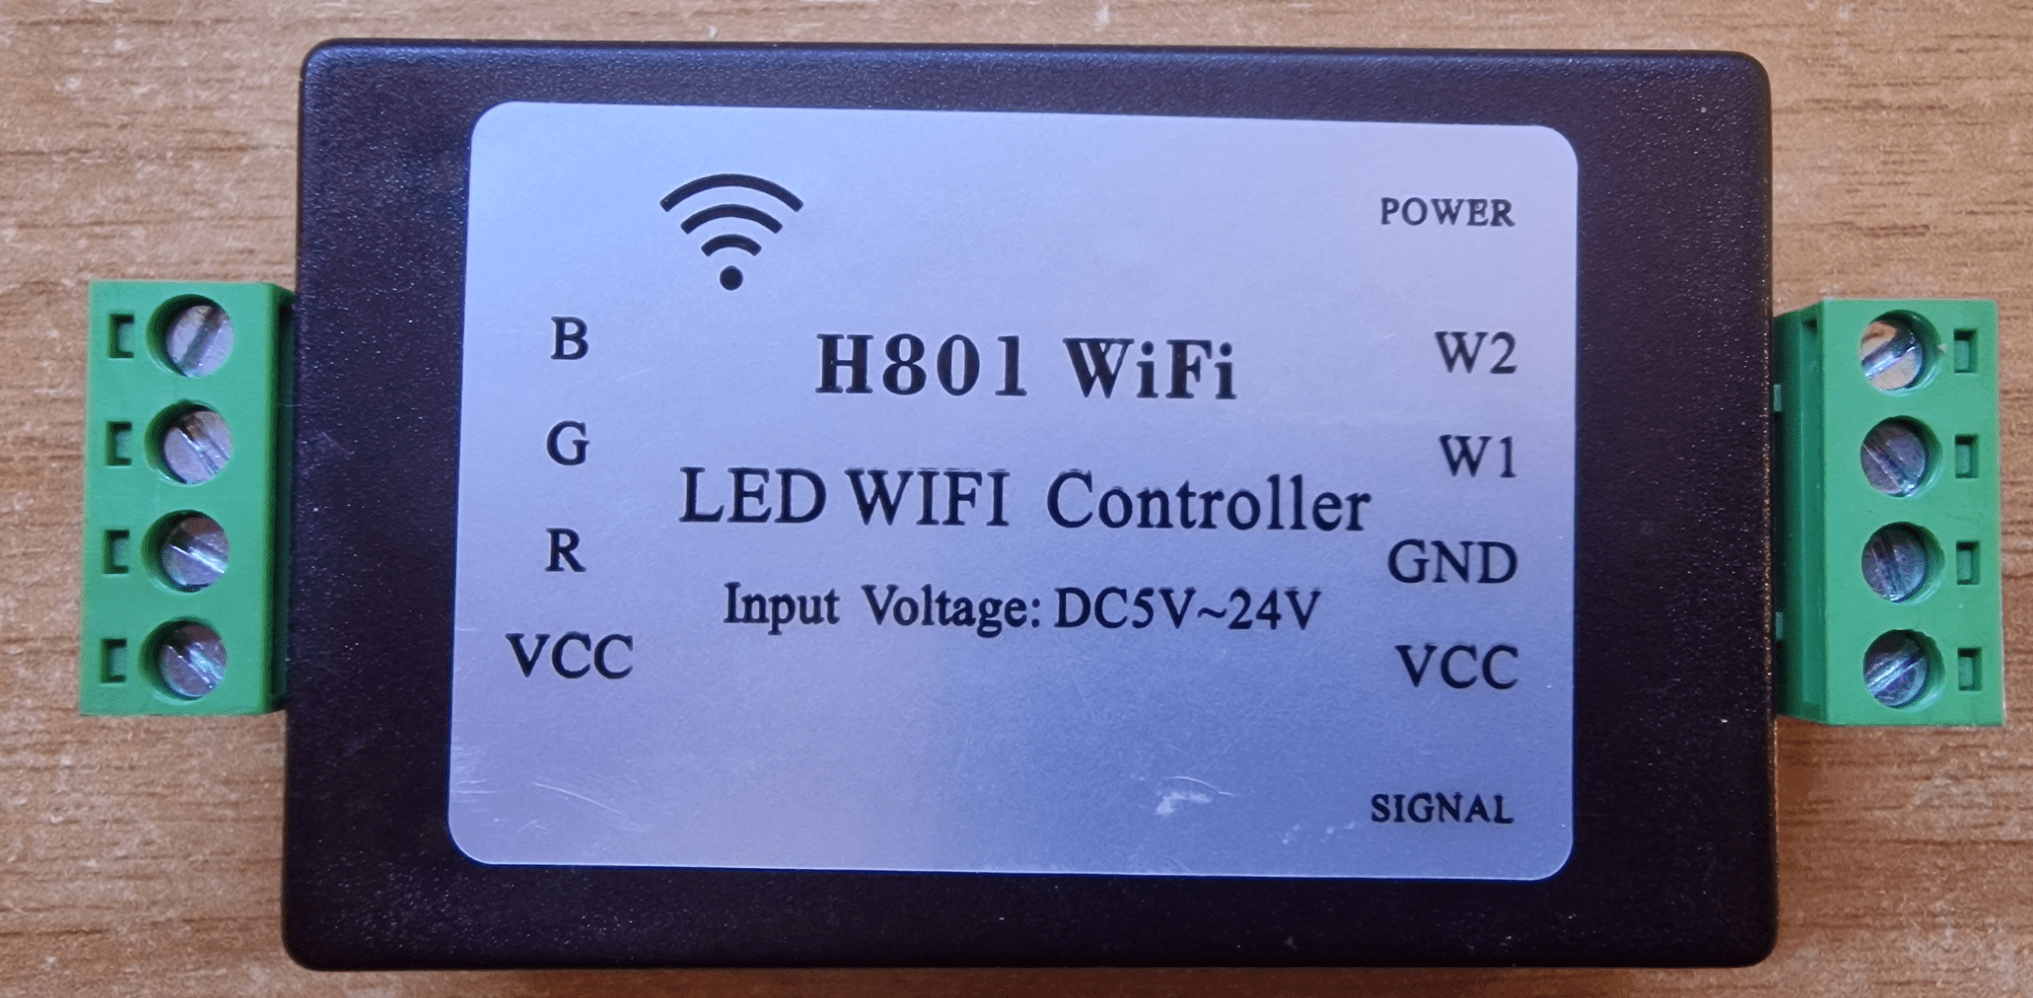 POWER
B
H801 WiFi
W2
G
W1
LED WIFI Controller
R
GND
Input Voltage: DC5V~24V
VCC
VCC
SIGNAL